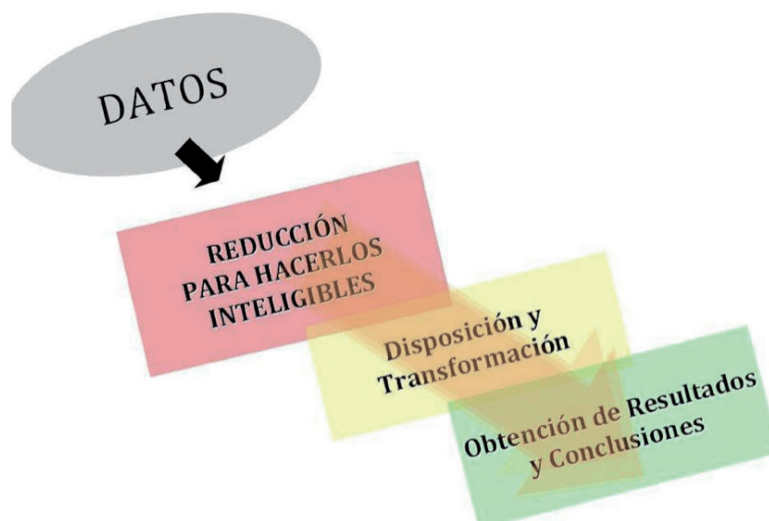 DATOS
REDUCCIÓN
PARA HACERLOS
INTELIGIBLES
Disposición y
Transformación
Obtención de Resultados
y Conclusiones